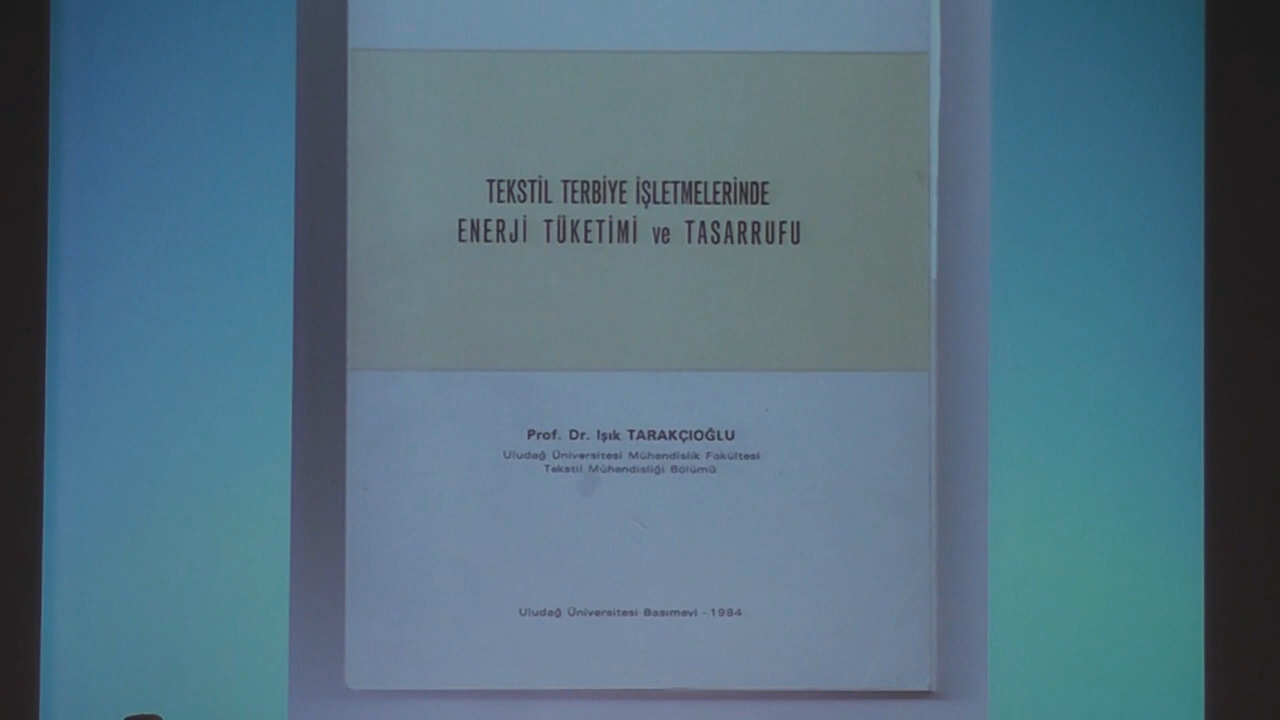 TEKSTİL TERBİYE İŞLETMELERİNDE
ENERJİ TÜKETİMİ ve TASARRUFU
Prof. Dr. Işık TARAKÇIOĞLU
Uludağ Üniversitesi Mühendislik Fakültesi
Tekstil Mühendisliği Bölümü
Uludağ Üniversitesi Basımevi - 1984